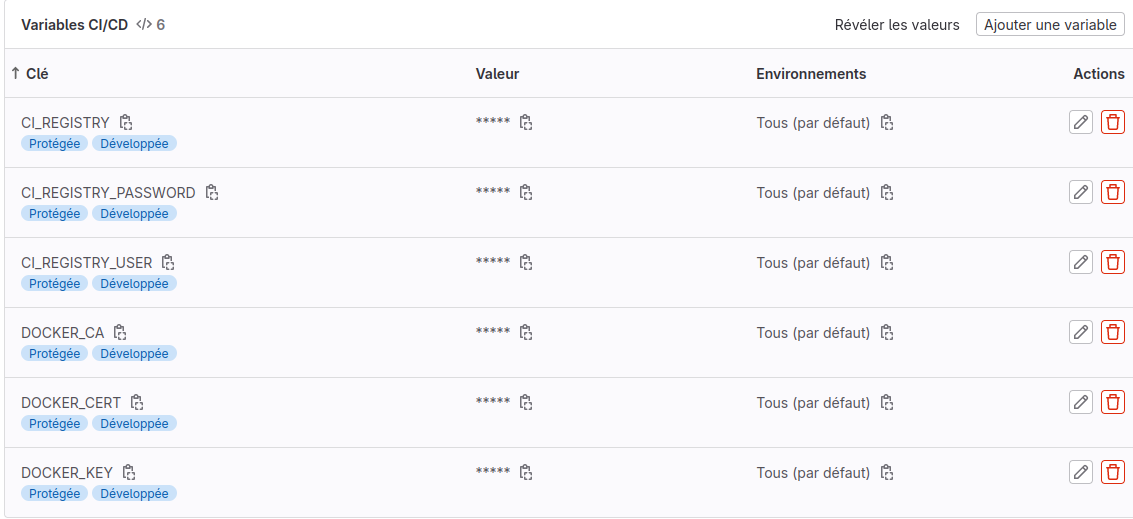 Variables CI/CD </> 6 Révéler les valeurs Ajouter une variable
↑ Clé Valeur Environnements Actions
CI_REGISTRY ***** Tous (par défaut)
Protégée Développée
CI_REGISTRY_PASSWORD ***** Tous (par défaut)
Protégée Développée
CI_REGISTRY_USER ***** Tous (par défaut)
Protégée Développée
DOCKER_CA ***** Tous (par défaut)
Protégée Développée
DOCKER_CERT ***** Tous (par défaut)
Protégée Développée
DOCKER_KEY ***** Tous (par défaut)
Protégée Développée